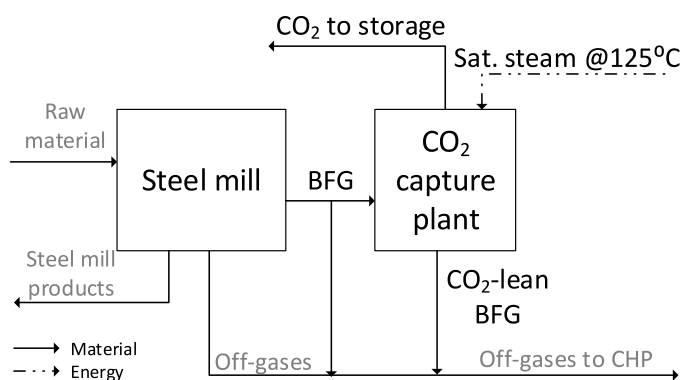 CO₂ to storage
Sat. steam @125⁰C
Raw
material
Steel mill
BFG
CO₂
capture
plant
Steel mill
products
CO₂-lean
BFG
Material
Energy
Off-gases
Off-gases to CHP